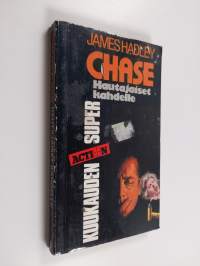 JAMES HADLEY
CHASE
Hautajaiset
kahdelle
KUUKAUDEN SUPER
ACTION